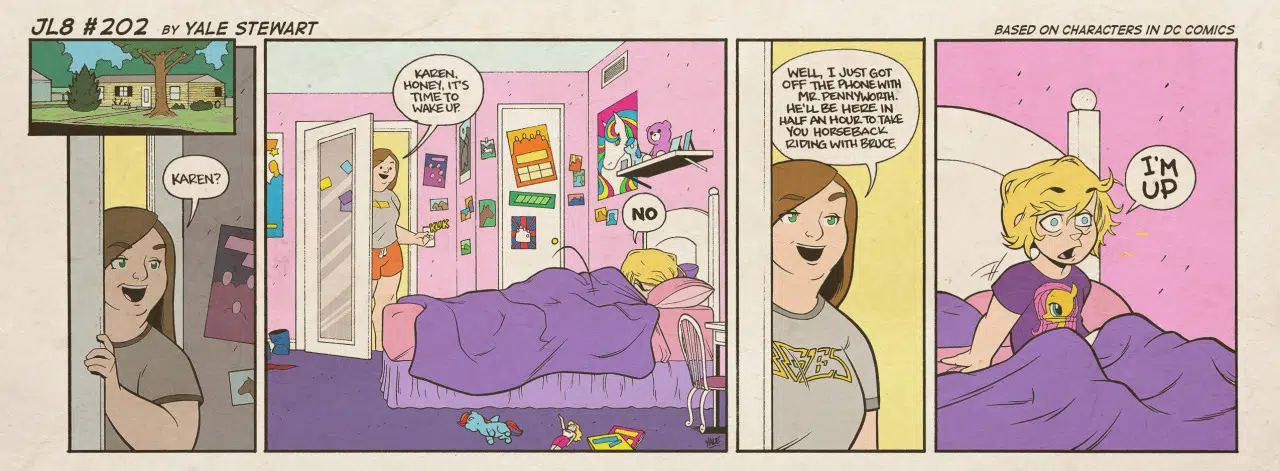 JL8 #202 BY YALE STEWART
BASED ON CHARACTERS IN DC COMICS
KAREN?
KAREN,
HONEY, IT'S
TIME TO
WAKE UP.
KLIK
NO
YALE
WELL, I JUST GOT
OFF THE PHONE WITH
MR. PENNYWORTH.
HE'LL BE HERE IN
HALF AN HOUR TO TAKE
YOU HORSEBACK
RIDING WITH BRUCE.
I'M
UP